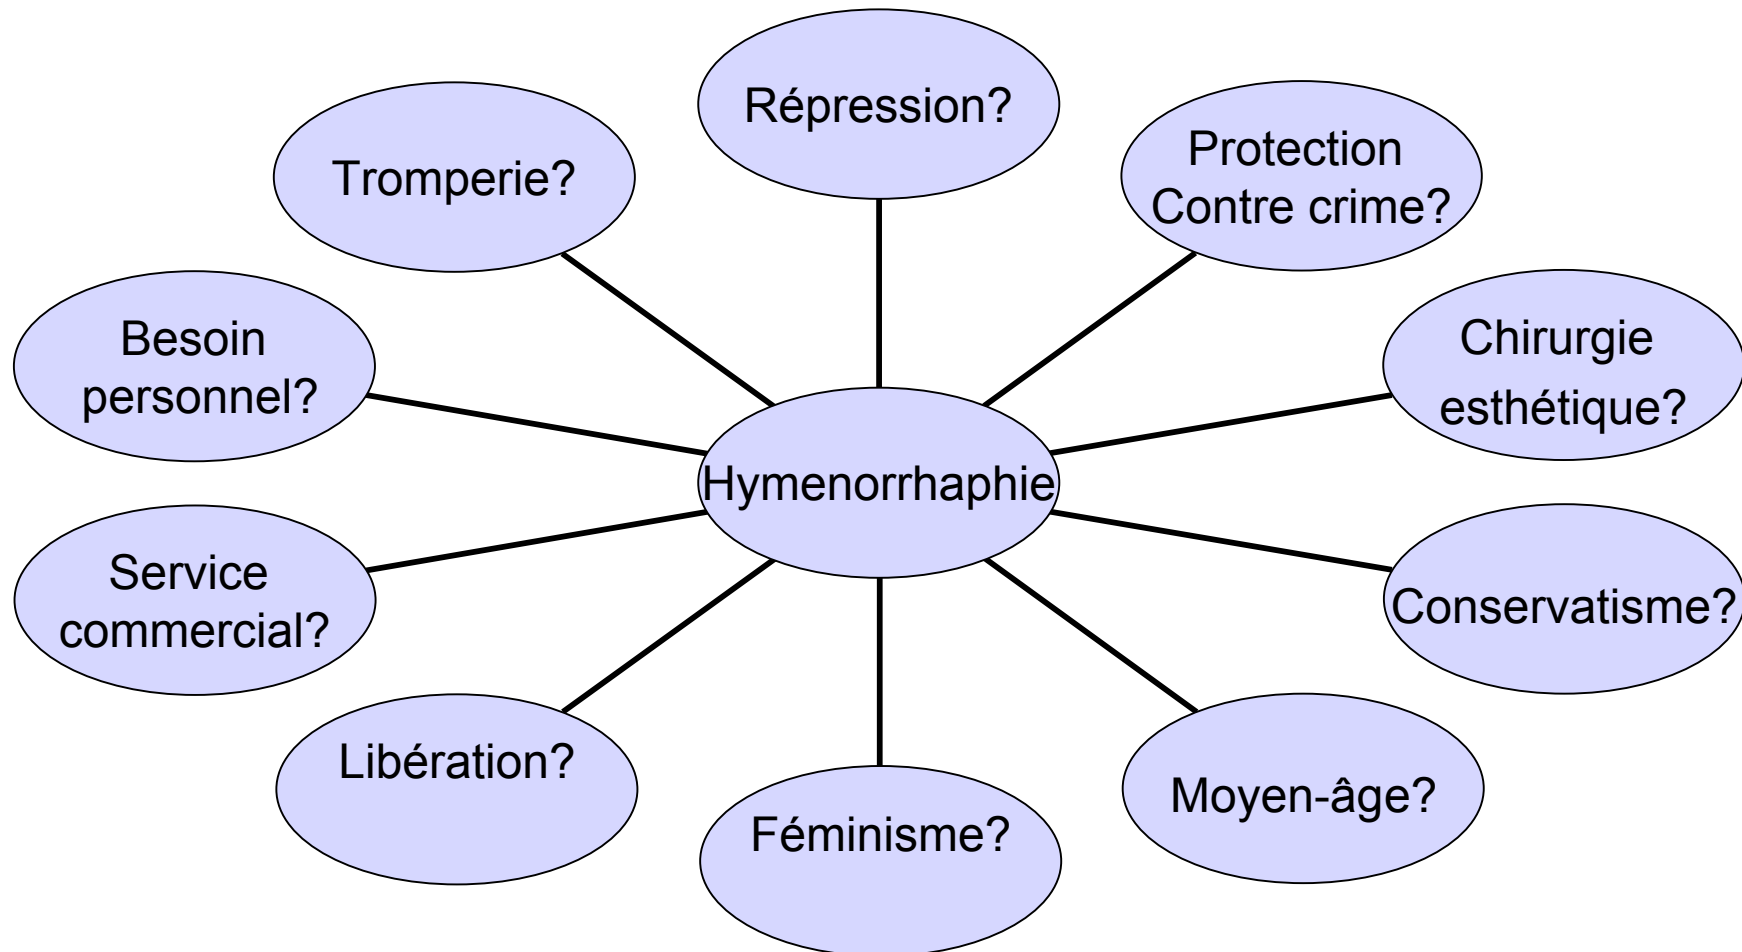 Répression?
Protection
Contre crime?
Tromperie?
Chirurgie
esthétique?
Besoin
personnel?
Hymenorrhaphie
Service
commercial?
Conservatisme?
Libération?
Moyen-âge?
Féminisme?